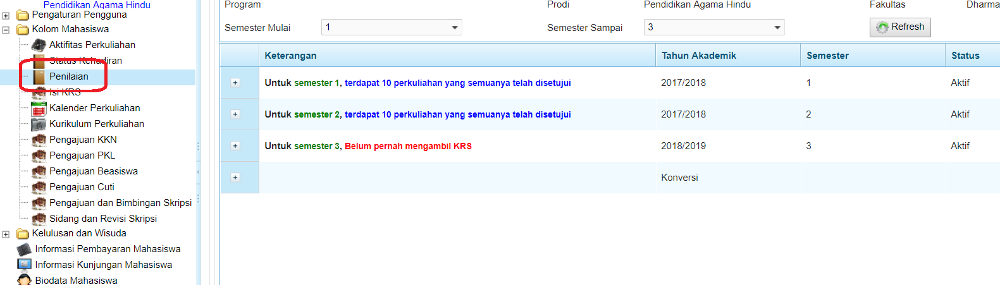 Pendidikan Agama Hindu
Pengaturan Pengguna
Kolom Mahasiswa
Aktifitas Perkuliahan
Status Kehadiran
Penilaian
Isi KRS
Kalender Perkuliahan
Kurikulum Perkuliahan
Pengajuan KKN
Pengajuan PKL
Pengajuan Beasiswa
Pengajuan Cuti
Pengajuan dan Bimbingan Skripsi
Sidang dan Revisi Skripsi
Kelulusan dan Wisuda
Informasi Pembayaran Mahasiswa
Informasi Kunjungan Mahasiswa
Biodata Mahasiswa
Program Prodi Pendidikan Agama Hindu Fakultas Dharma
Semester Mulai 1 Semester Sampai 3 Refresh
Keterangan Tahun Akademik Semester Status
Untuk semester 1, terdapat 10 perkuliahan yang semuanya telah disetujui 2017/2018 1 Aktif
Untuk semester 2, terdapat 10 perkuliahan yang semuanya telah disetujui 2017/2018 2 Aktif
Untuk semester 3, Belum pernah mengambil KRS 2018/2019 3 Aktif
Konversi